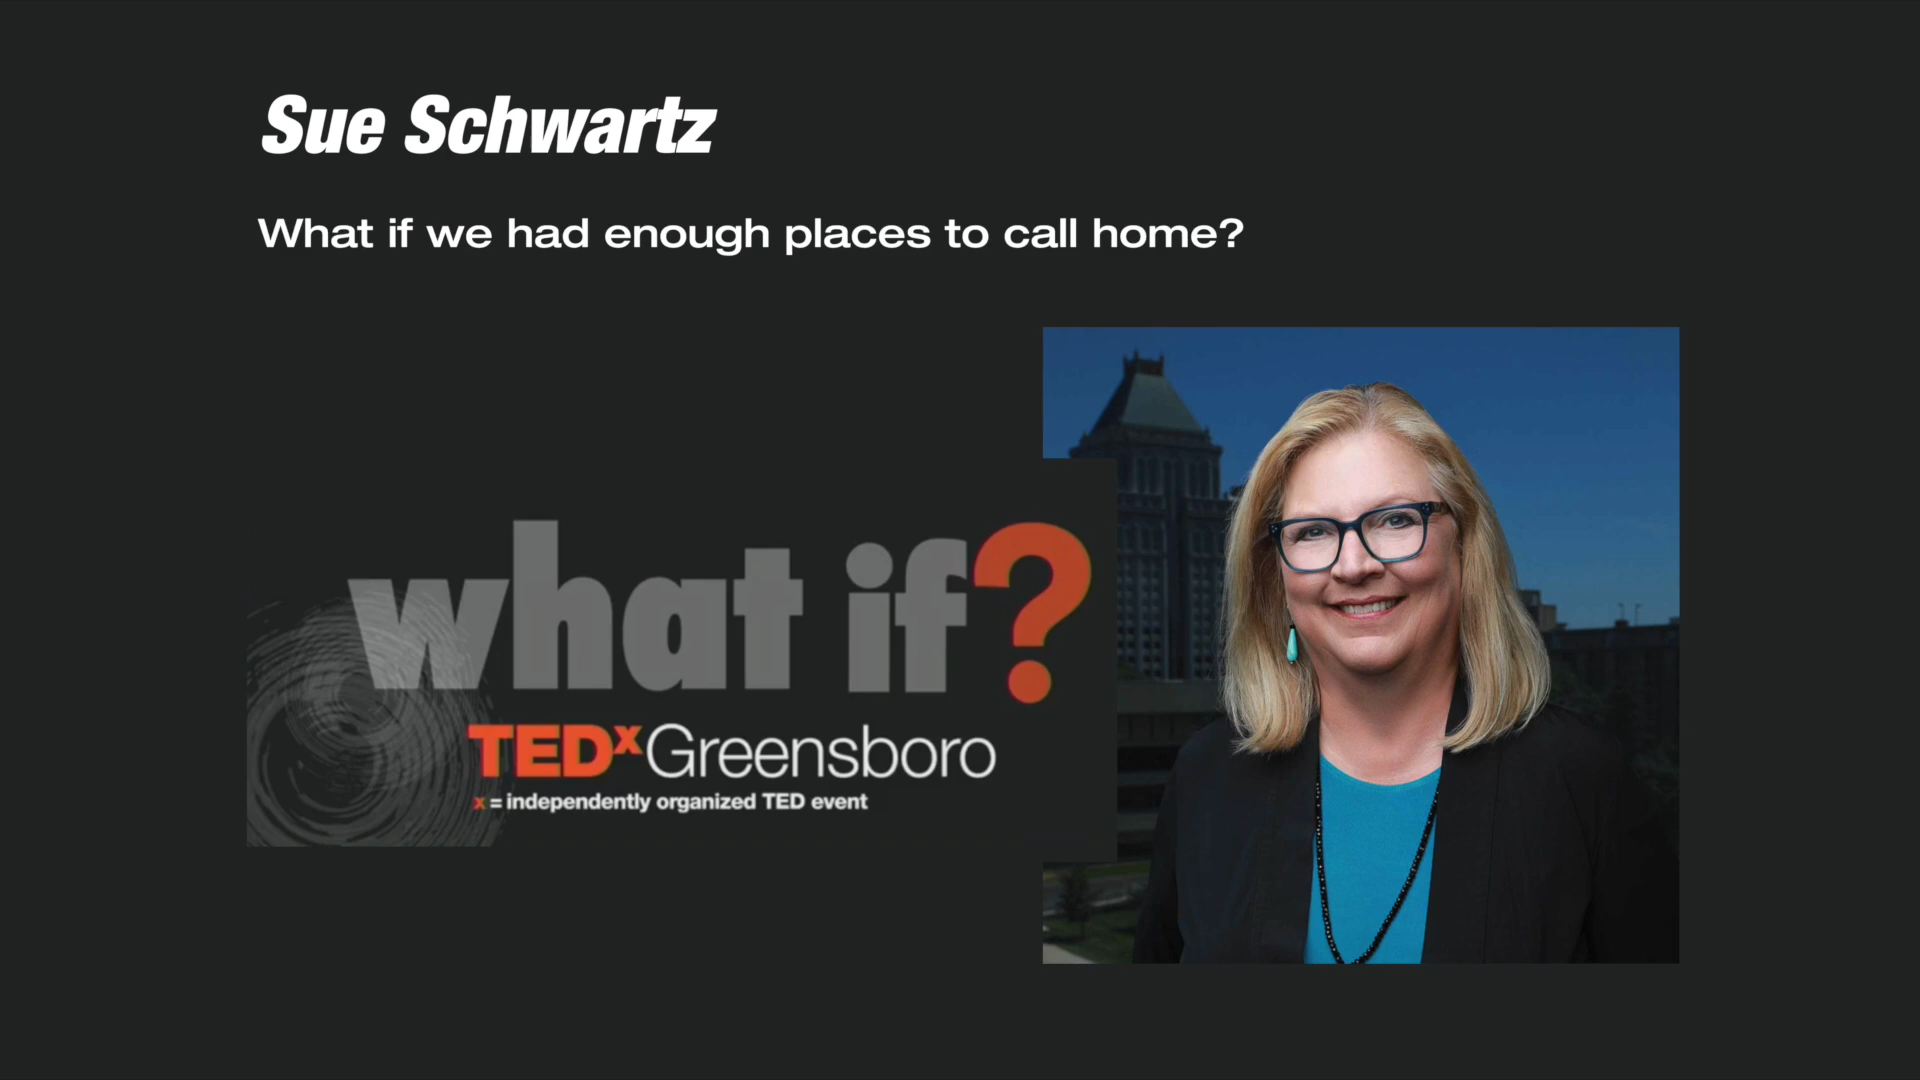 Sue Schwartz
What if we had enough places to call home?
what if?
TEDxGreensboro
x = independently organized TED event